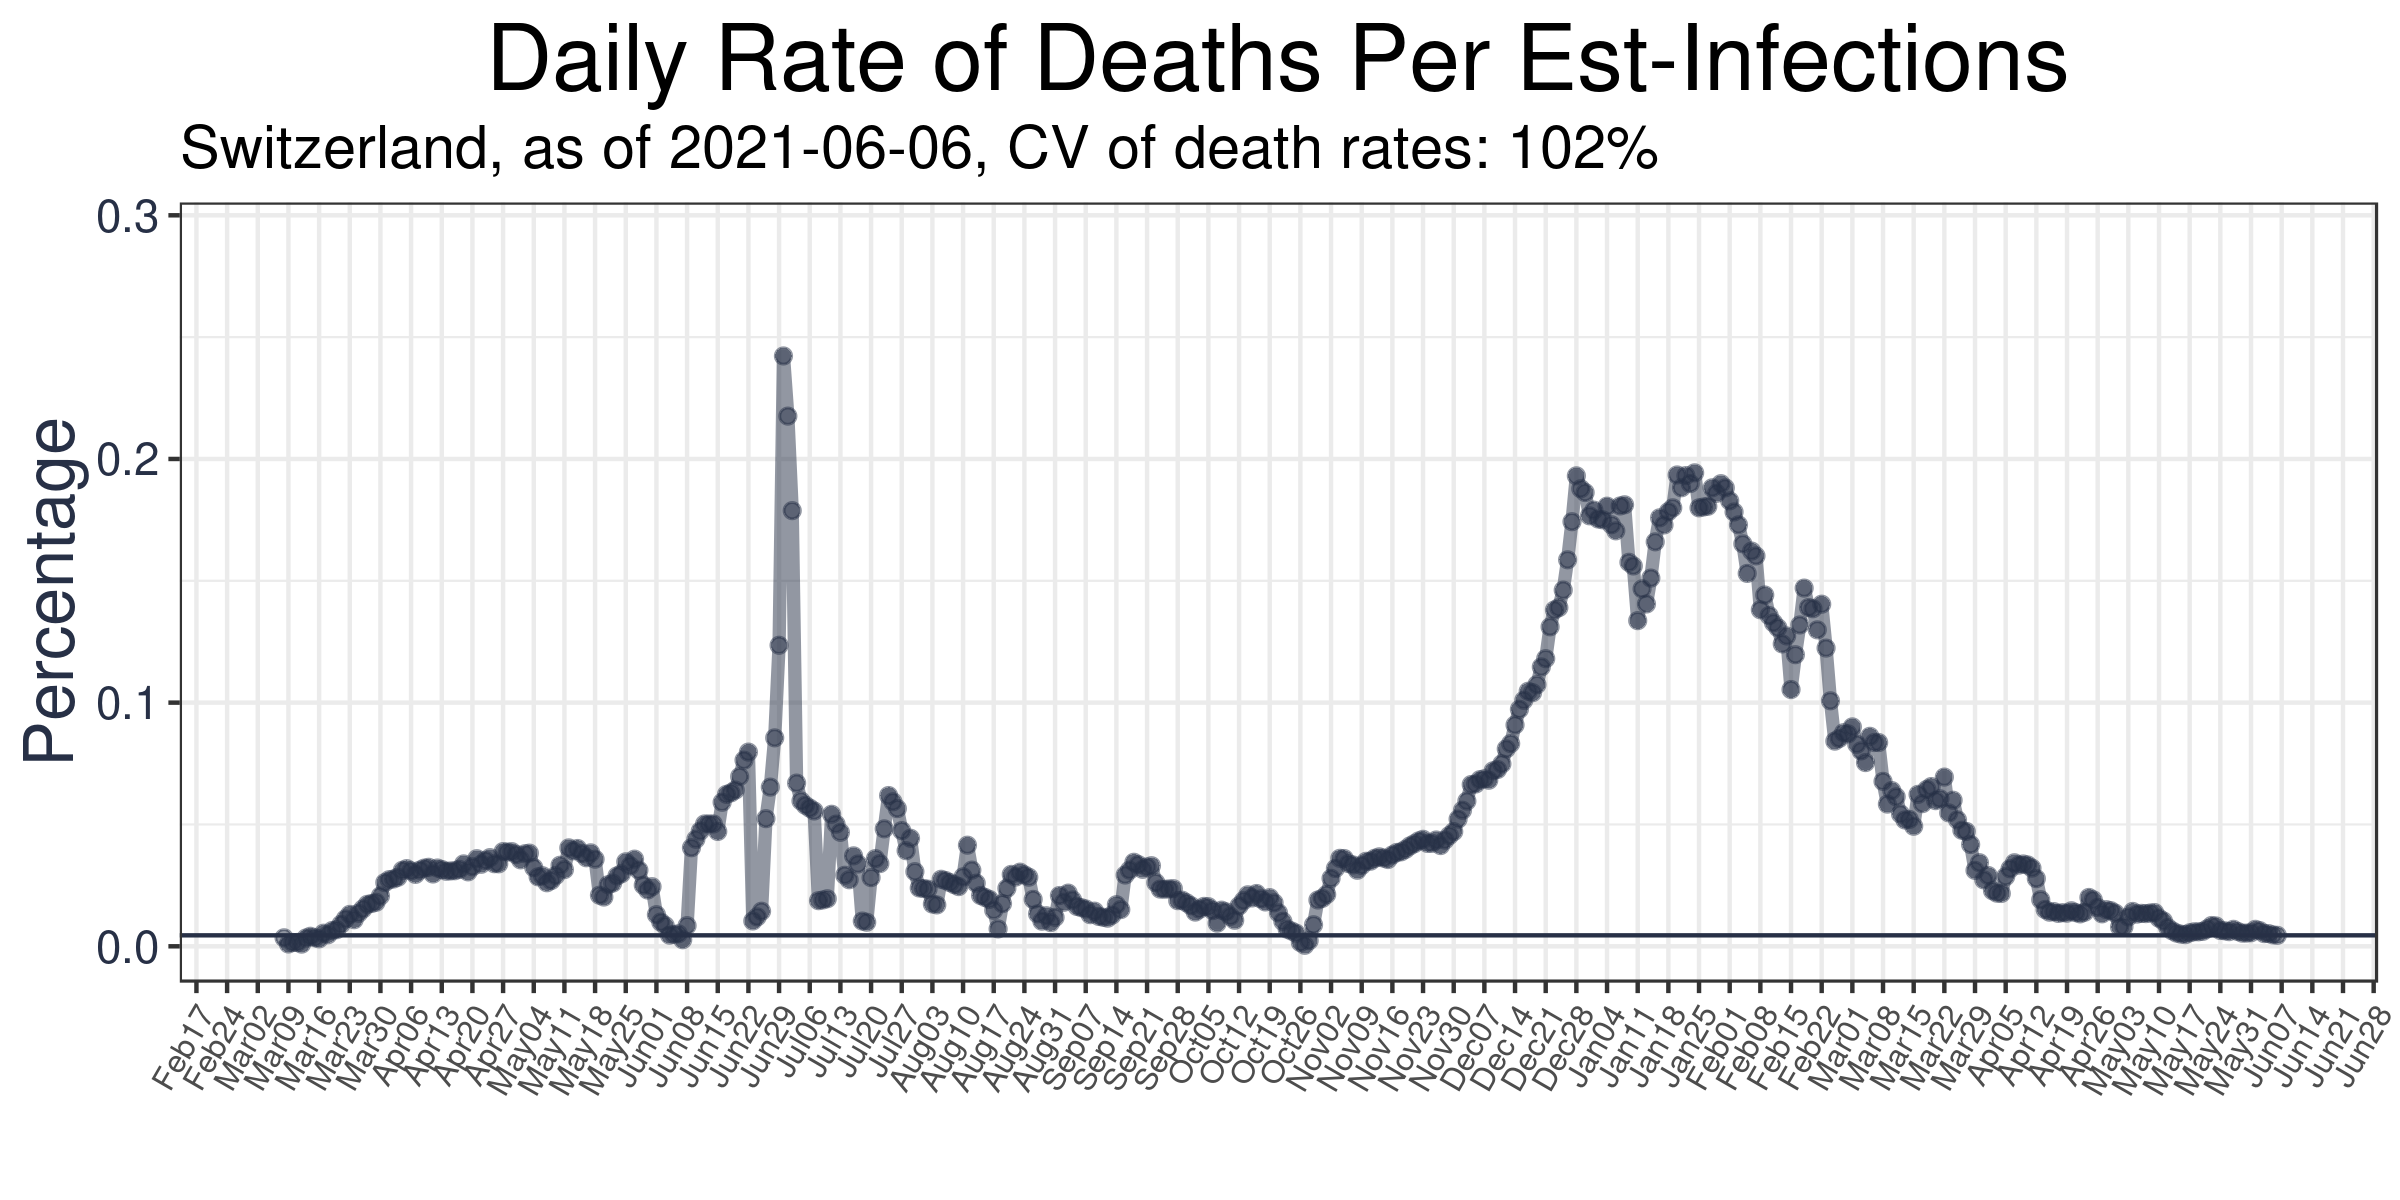 Daily Rate of Deaths Per Est-Infections
Switzerland, as of 2021-06-06, CV of death rates: 102%
Percentage
0.3
0.2
0.1
0.0
Feb17
Feb24
Mar02
Mar09
Mar16
Mar23
Mar30
Apr06
Apr13
Apr20
Apr27
May04
May11
May18
May25
Jun01
Jun08
Jun15
Jun22
Jun29
Jul06
Jul13
Jul20
Jul27
Aug03
Aug10
Aug17
Aug24
Aug31
Sep07
Sep14
Sep21
Sep28
Oct05
Oct12
Oct19
Oct26
Nov02
Nov09
Nov16
Nov23
Nov30
Dec07
Dec14
Dec21
Dec28
Jan04
Jan11
Jan18
Jan25
Feb01
Feb08
Feb15
Feb22
Mar01
Mar08
Mar15
Mar22
Mar29
Apr05
Apr12
Apr19
Apr26
May03
May10
May17
May24
May31
Jun07
Jun14
Jun21
Jun28